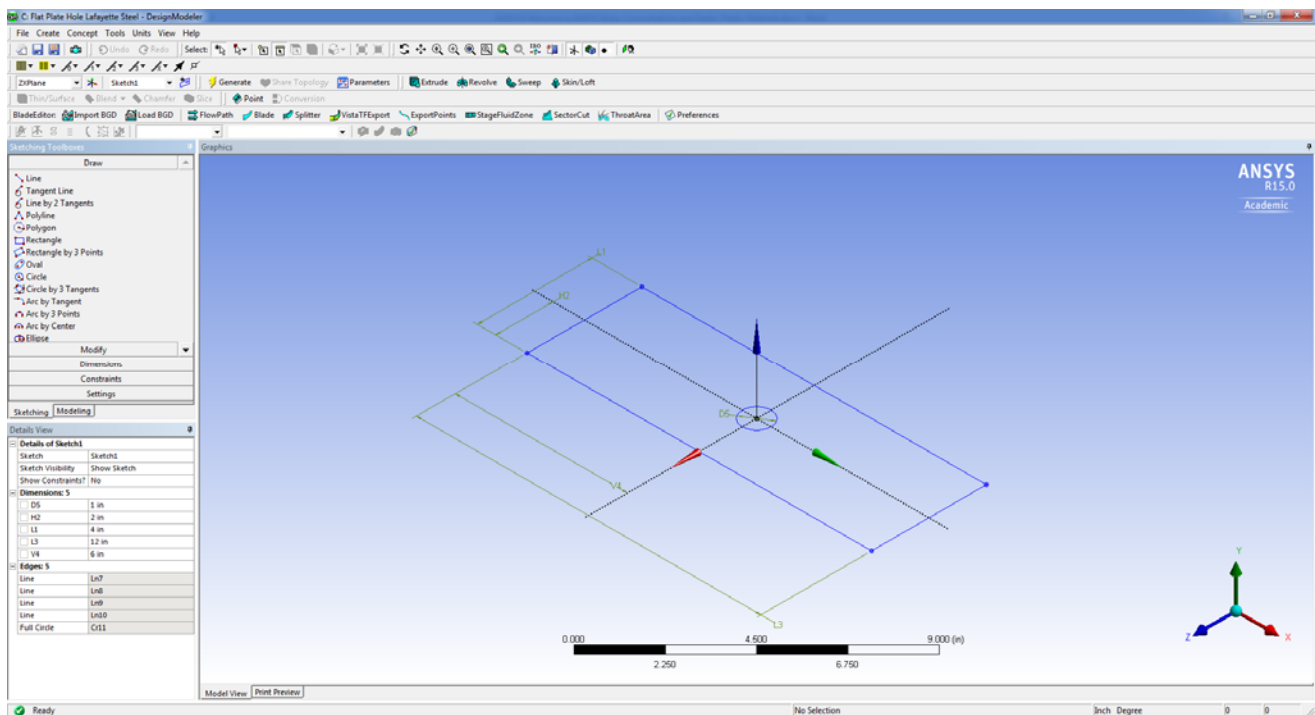 C: Flat Plate Hole Lafayette Steel - DesignModeler
File Create Concept Tools Units View Help
Undo Redo Select:
ZXPlane Sketch1 Generate Share Topology Parameters Extrude Revolve Sweep Skin/Loft
Thin/Surface Blend Chamfer Slice Point Conversion
BladeEditor: Import BGD Load BGD FlowPath Blade Splitter VistaTFExport ExportPoints StageFluidZone SectorCut ThroatArea Preferences
Sketching Toolboxes
Draw
Line
Tangent Line
Line by 2 Tangents
Polyline
Polygon
Rectangle
Rectangle by 3 Points
Oval
Circle
Circle by 3 Tangents
Arc by Tangent
Arc by 3 Points
Arc by Center
Ellipse
Modify
Dimensions
Constraints
Settings
Sketching Modeling
Details View
Details of Sketch1
Sketch Sketch1
Sketch Visibility Show Sketch
Show Constraints? No
Dimensions: 5
D5 1 in
H2 2 in
L1 4 in
L3 12 in
V4 6 in
Edges: 5
Line Ln7
Line Ln8
Line Ln9
Line Ln10
Full Circle Cr11
Graphics
ANSYS
R15.0
Academic
L1
H2
D5
V4
L3
0.000 4.500 9.000 (in)
2.250 6.750
Y
Z X
Model View Print Preview
Ready No Selection Inch Degree 0 0